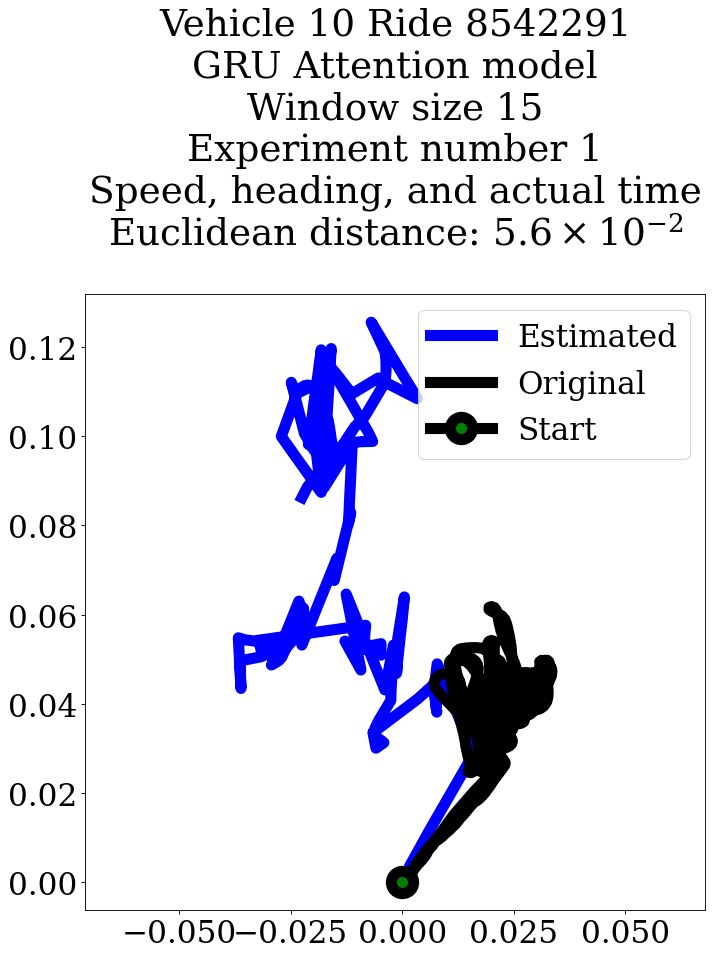 Vehicle 10 Ride 8542291
GRU Attention model
Window size 15
Experiment number 1
Speed, heading, and actual time
Euclidean distance: 5.6 × 10⁻²
Estimated
Original
Start
0.12
0.10
0.08
0.06
0.04
0.02
0.00
−0.050 −0.025 0.000 0.025 0.050